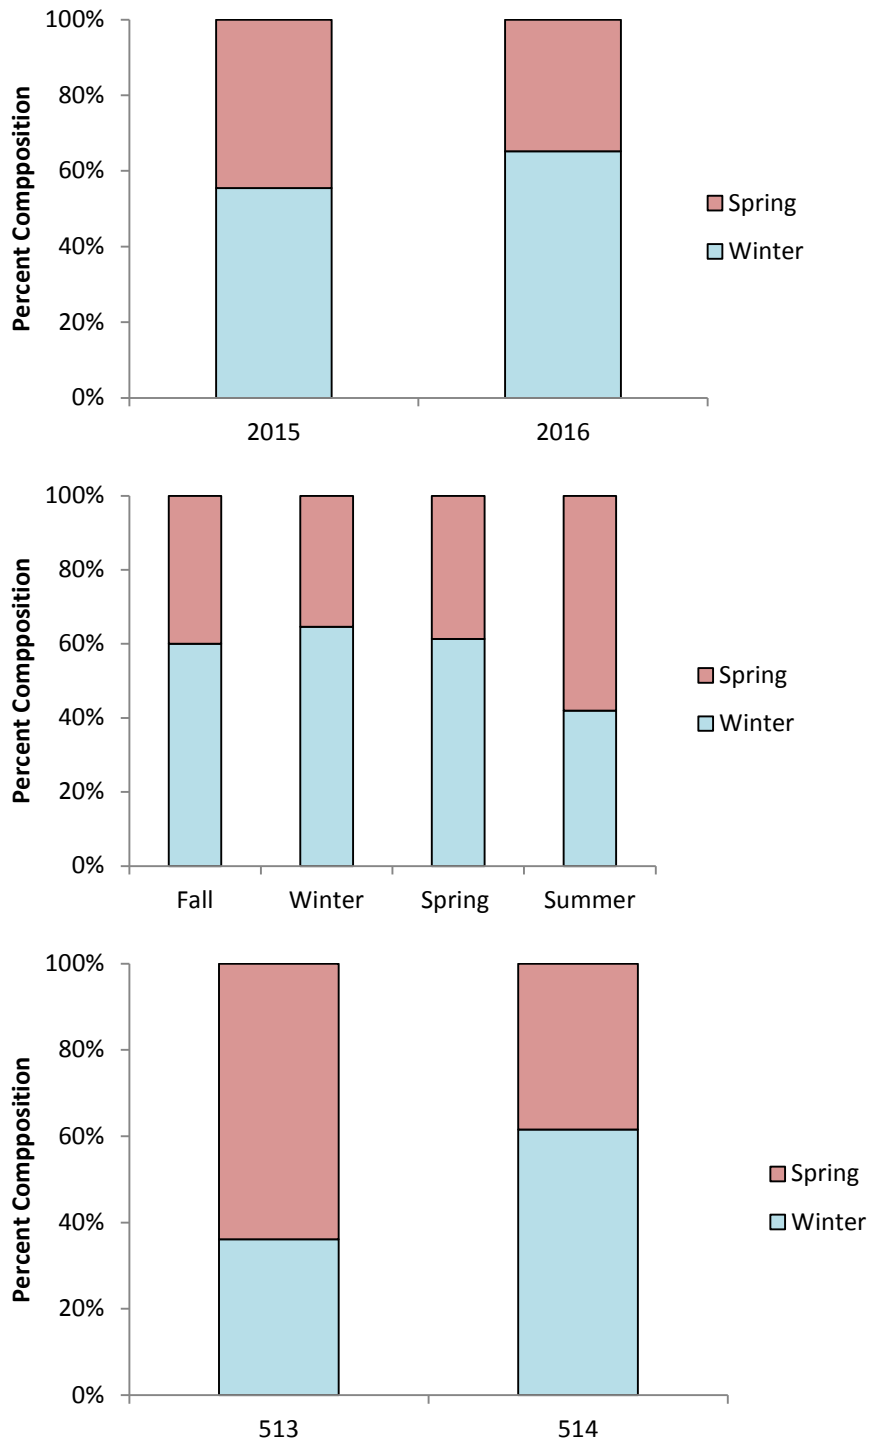 100%
80%
60%
40%
20%
0%
Percent Compposition
2015
2016
Spring
Winter
100%
80%
60%
40%
20%
0%
Percent Compposition
Fall
Winter
Spring
Summer
Spring
Winter
100%
80%
60%
40%
20%
0%
Percent Compposition
513
514
Spring
Winter